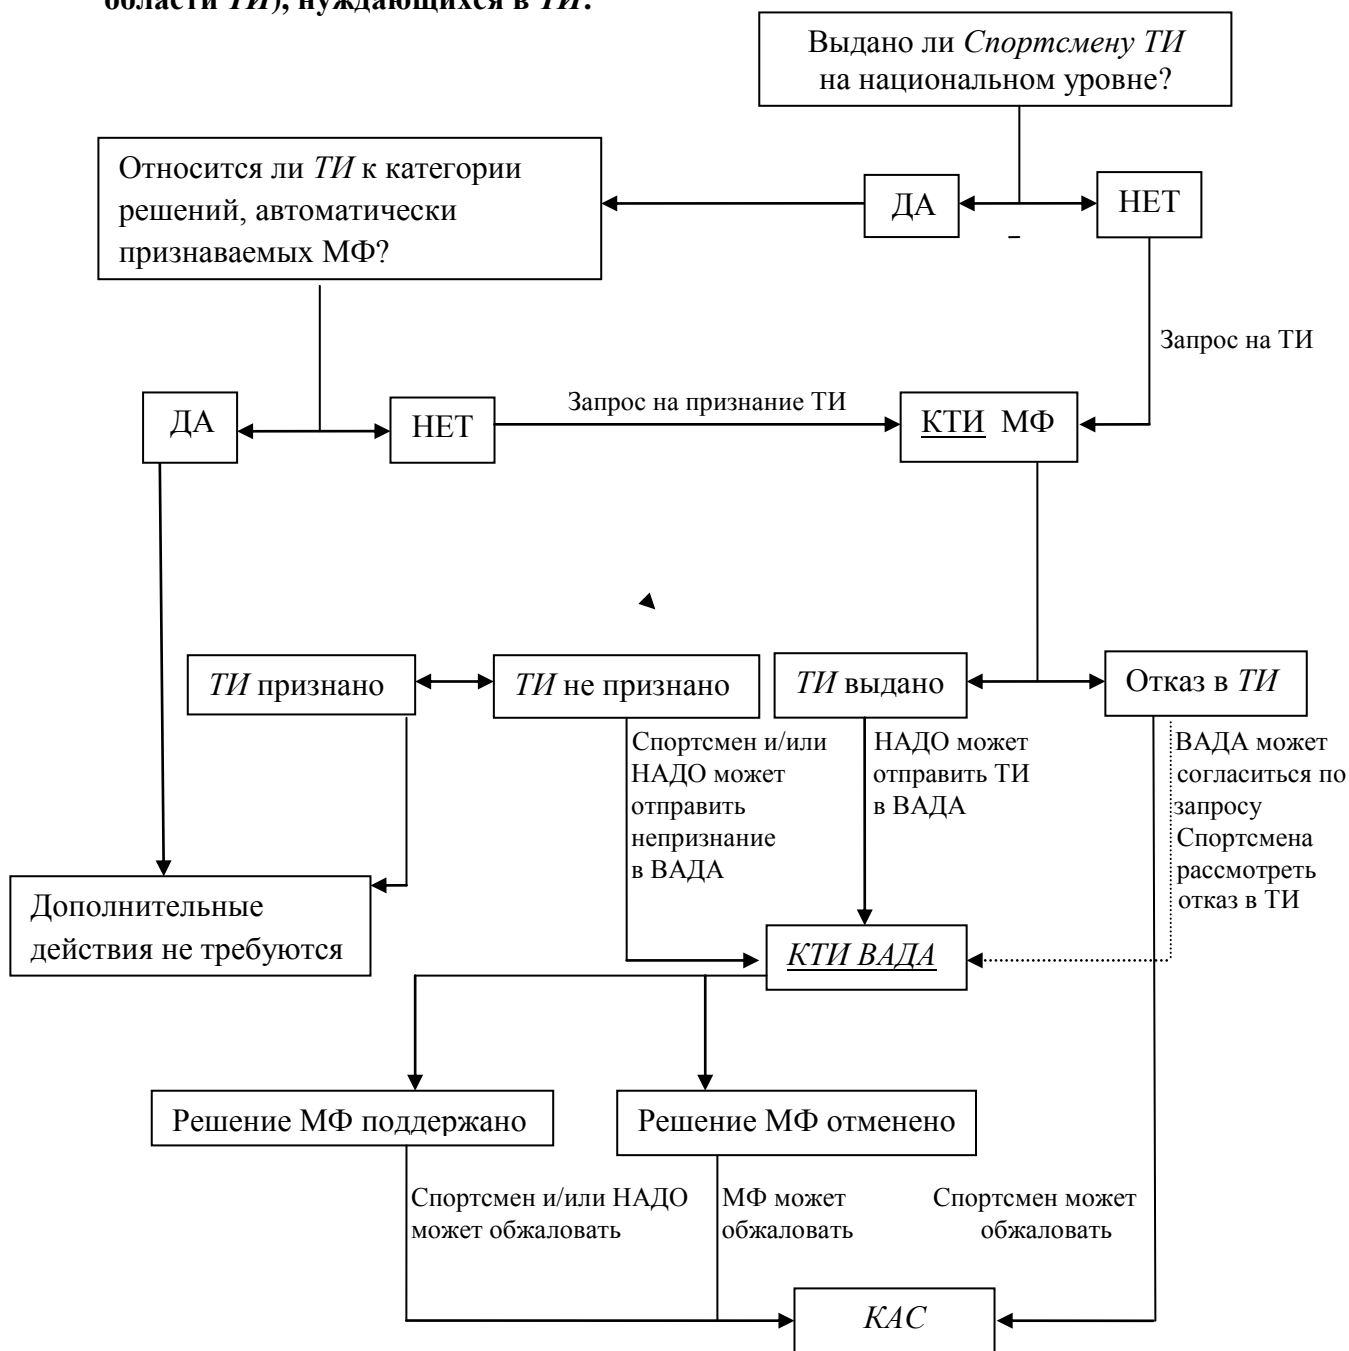 области ТИ), нуждающихся в ТИ.
Выдано ли Спортсмену ТИ
на национальном уровне?
Относится ли ТИ к категории
решений, автоматически
признаваемых МФ?
ДА
НЕТ
Запрос на ТИ
ДА
НЕТ
Запрос на признание ТИ
КТИ МФ
ТИ признано
ТИ не признано
ТИ выдано
Отказ в ТИ
Спортсмен и/или
НАДО может
отправить
непризнание
в ВАДА
НАДО может
отправить ТИ
в ВАДА
ВАДА может
согласиться по
запросу
Спортсмена
рассмотреть
отказ в ТИ
Дополнительные
действия не требуются
КТИ ВАДА
Решение МФ поддержано
Решение МФ отменено
Спортсмен и/или НАДО
может обжаловать
МФ может
обжаловать
Спортсмен может
обжаловать
КАС